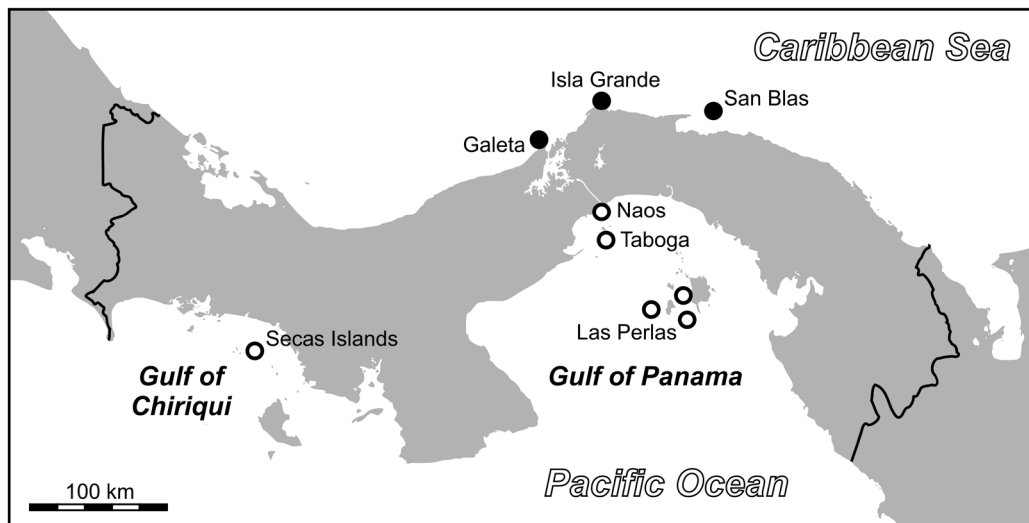 Caribbean Sea
Isla Grande
San Blas
Galeta
Naos
Taboga
Las Perlas
Secas Islands
Gulf of
Chiriqui
Gulf of Panama
100 km
Pacific Ocean